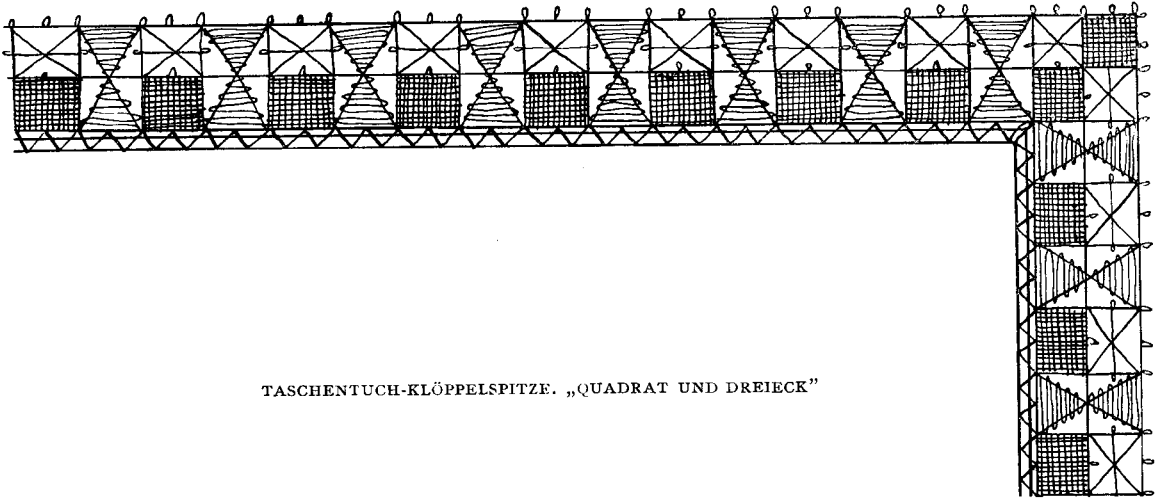 TASCHENTUCH-KLÖPPELSPITZE. „QUADRAT UND DREIECK”